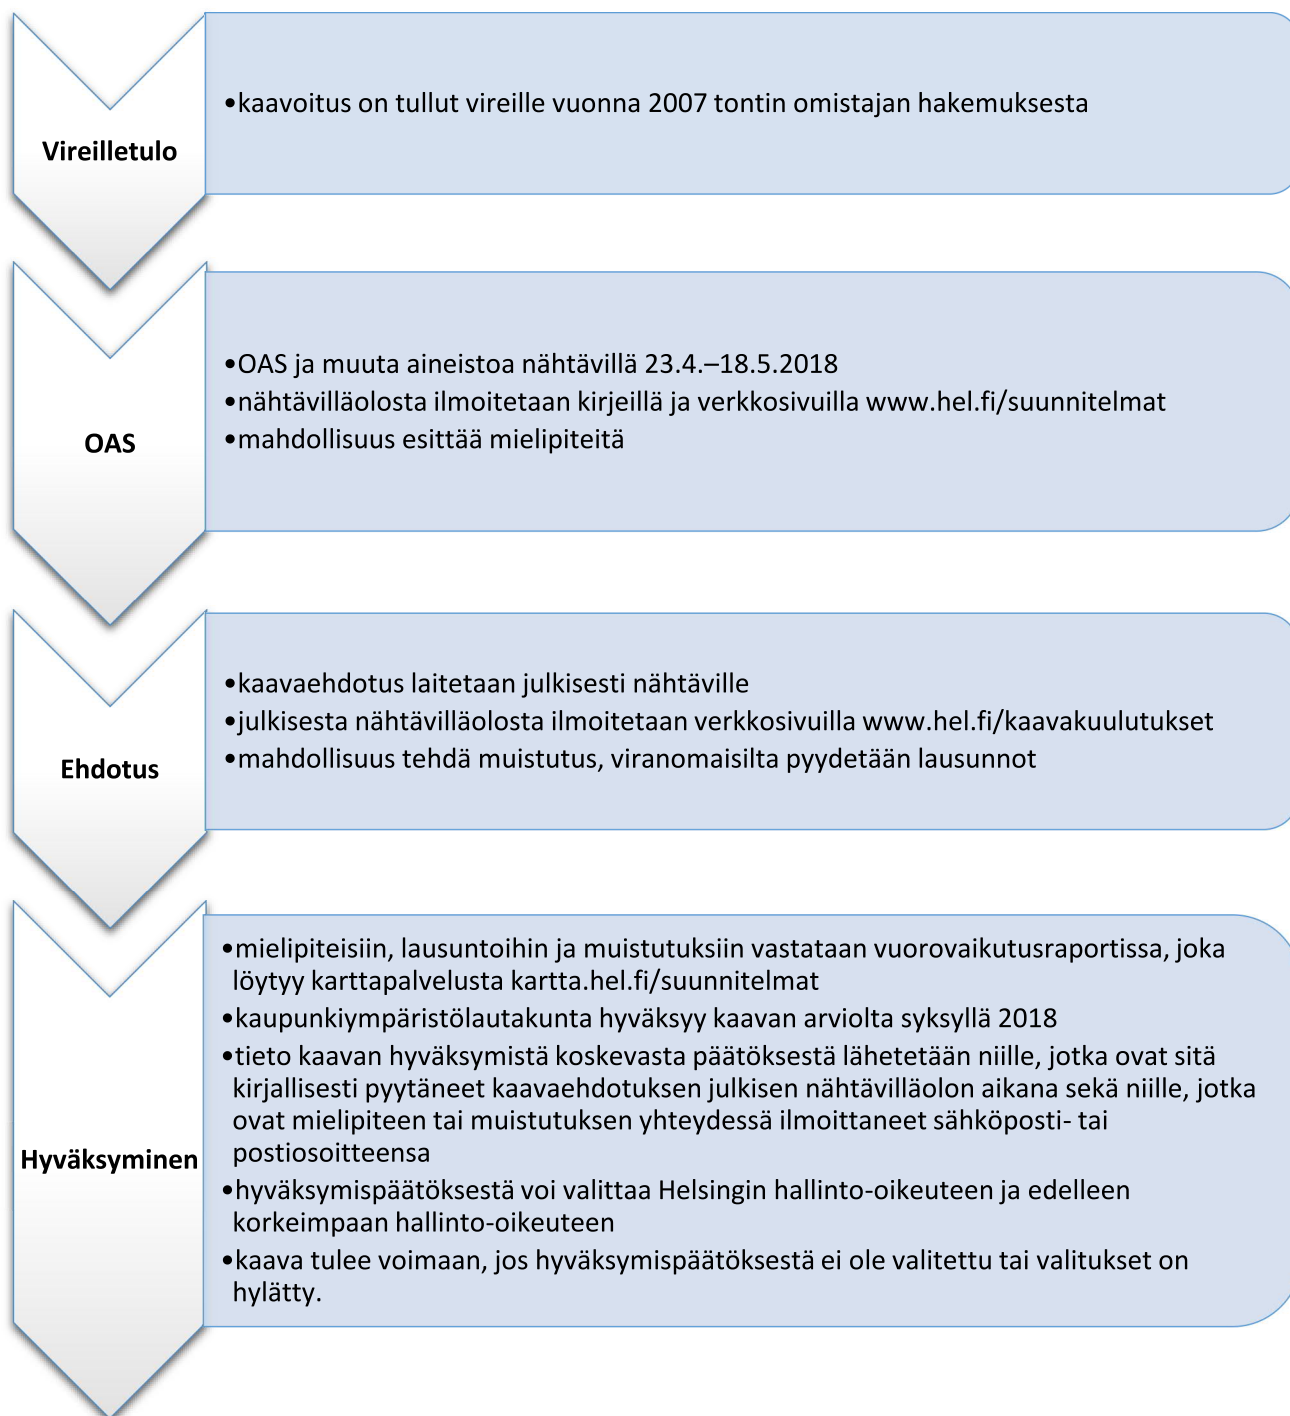 Vireilletulo
•kaavoitus on tullut vireille vuonna 2007 tontin omistajan hakemuksesta
OAS
•OAS ja muuta aineistoa nähtävillä 23.4.–18.5.2018
•nähtävilläolosta ilmoitetaan kirjeillä ja verkkosivuilla www.hel.fi/suunnitelmat
•mahdollisuus esittää mielipiteitä
Ehdotus
•kaavaehdotus laitetaan julkisesti nähtäville
•julkisesta nähtävilläolosta ilmoitetaan verkkosivuilla www.hel.fi/kaavakuulutukset
•mahdollisuus tehdä muistutus, viranomaisilta pyydetään lausunnot
Hyväksyminen
•mielipiteisiin, lausuntoihin ja muistutuksiin vastataan vuorovaikutusraportissa, joka
löytyy karttapalvelusta kartta.hel.fi/suunnitelmat
•kaupunkiympäristölautakunta hyväksyy kaavan arviolta syksyllä 2018
•tieto kaavan hyväksymistä koskevasta päätöksestä lähetetään niille, jotka ovat sitä
kirjallisesti pyytäneet kaavaehdotuksen julkisen nähtävilläolon aikana sekä niille, jotka
ovat mielipiteen tai muistutuksen yhteydessä ilmoittaneet sähköposti- tai
postiosoitteensa
•hyväksymispäätöksestä voi valittaa Helsingin hallinto-oikeuteen ja edelleen
korkeimpaan hallinto-oikeuteen
•kaava tulee voimaan, jos hyväksymispäätöksestä ei ole valitettu tai valitukset on
hylätty.